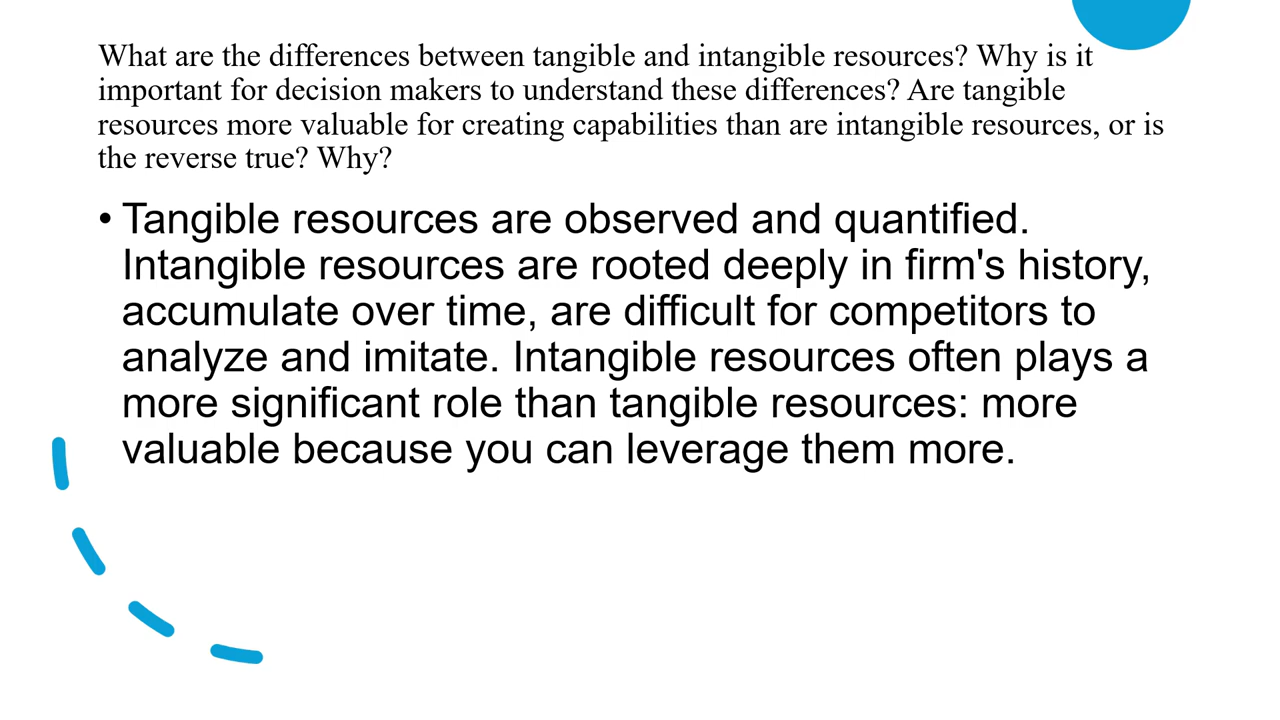 What are the differences between tangible and intangible resources? Why is it
important for decision makers to understand these differences? Are tangible
resources more valuable for creating capabilities than are intangible resources, or is
the reverse true? Why?
• Tangible resources are observed and quantified.
Intangible resources are rooted deeply in firm's history,
accumulate over time, are difficult for competitors to
analyze and imitate. Intangible resources often plays a
more significant role than tangible resources: more
valuable because you can leverage them more.